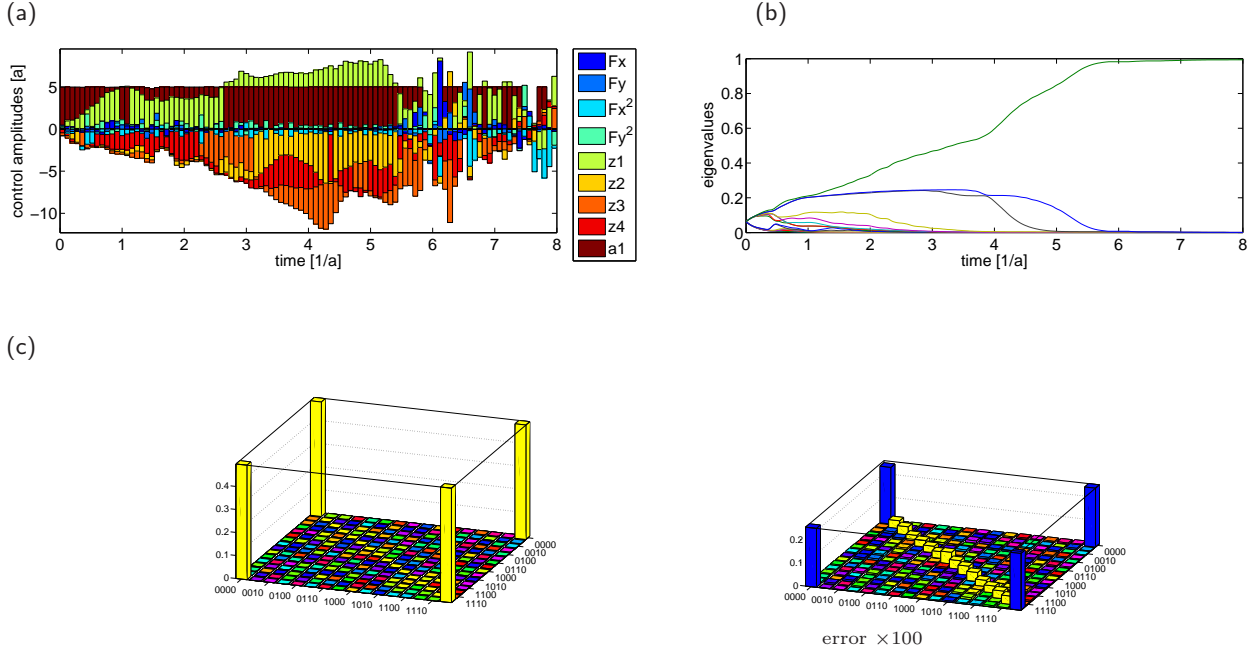 (a)
control amplitudes [a]
5
0
−5
−10
0 1 2 3 4 5 6 7 8
time [1/a]
Fx
Fy
Fx²
Fy²
z1
z2
z3
z4
a1
(b)
eigenvalues
1
0.8
0.6
0.4
0.2
0
0 1 2 3 4 5 6 7 8
time [1/a]
(c)
0.4
0.3
0.2
0.1
0
0000 0010 0100 0110 1000 1010 1100 1110
0000
0010
0100
0110
1000
1010
1100
1110
0.2
0.1
0
0000 0010 0100 0110 1000 1010 1100 1110
0000
0010
0100
0110
1000
1010
1100
1110
error ×100